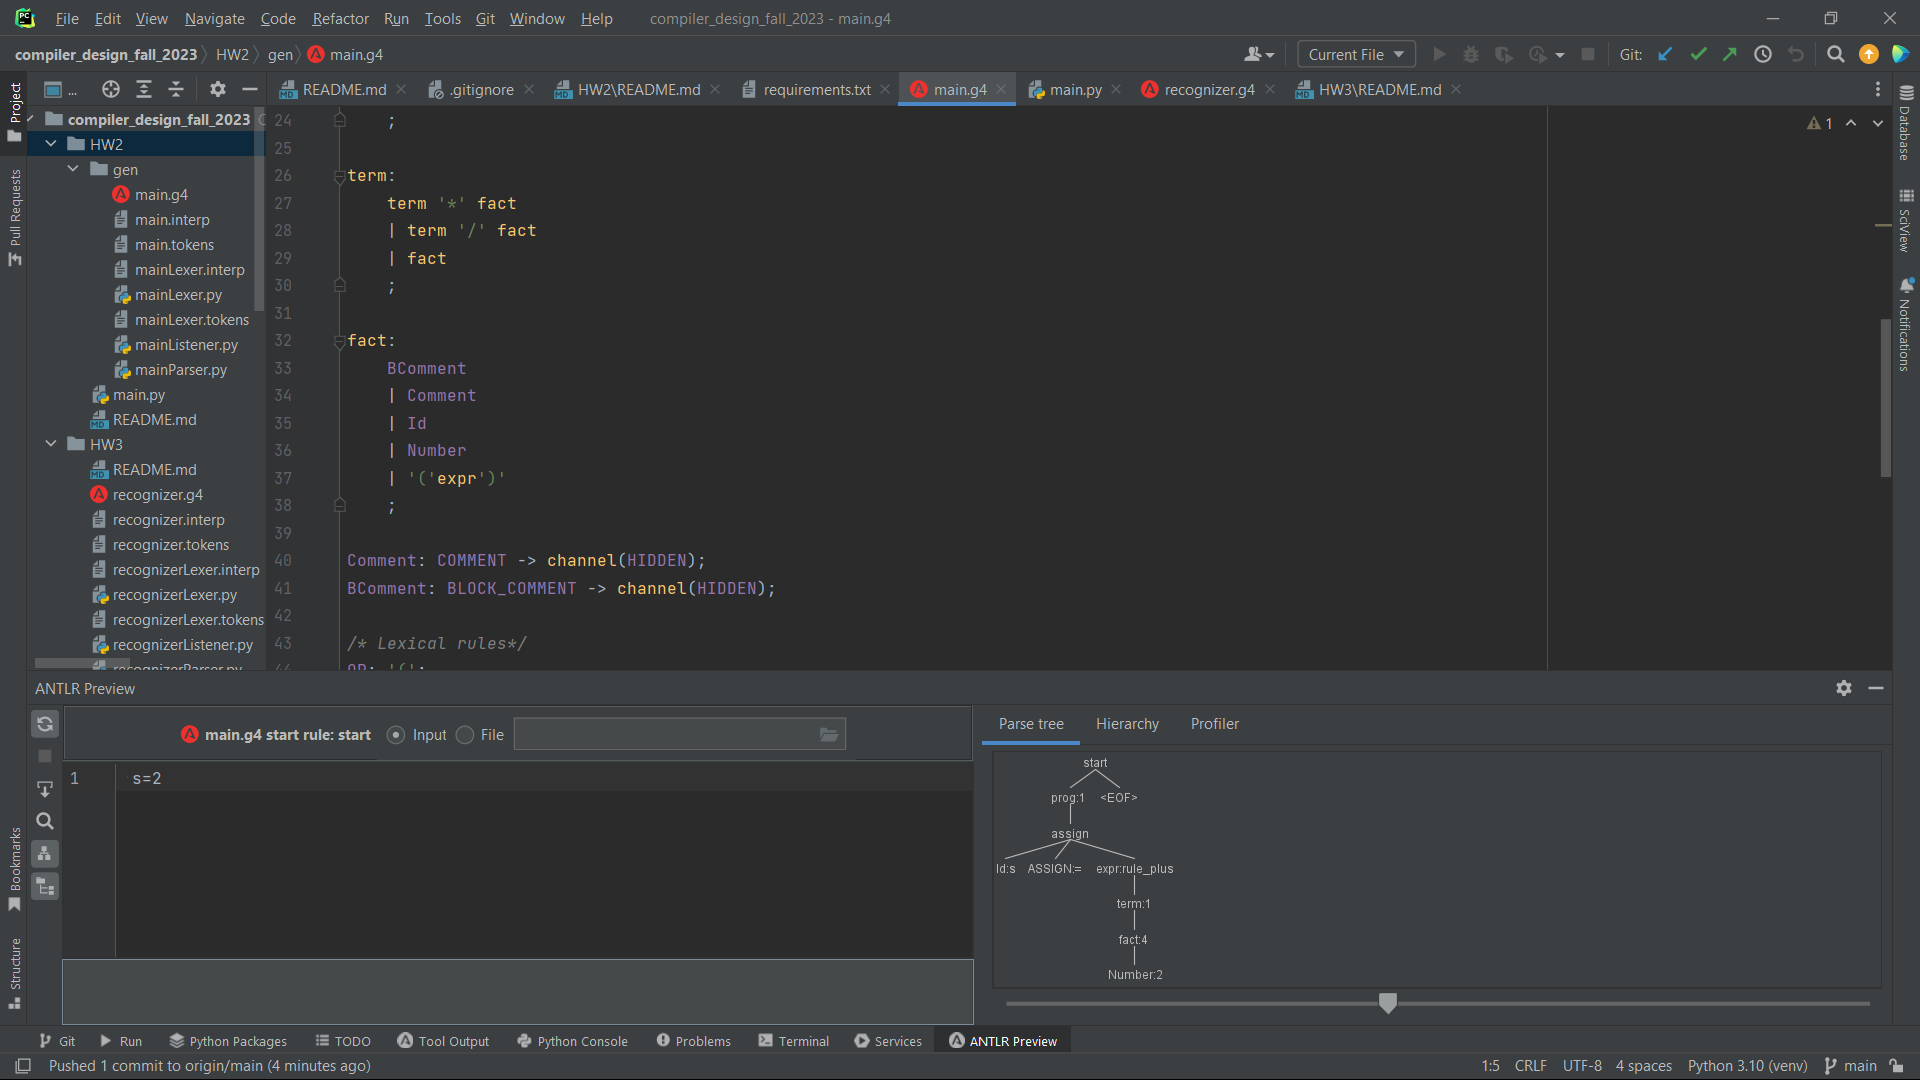 File Edit View Navigate Code Refactor Run Tools Git Window Help compiler_design_fall_2023 - main.g4
compiler_design_fall_2023 HW2 gen main.g4 Current File Git:
Project
Pull Requests
Bookmarks
Structure
... README.md .gitignore HW2\README.md requirements.txt main.g4 main.py recognizer.g4 HW3\README.md
compiler_design_fall_2023
HW2
gen
main.g4
main.interp
main.tokens
mainLexer.interp
mainLexer.py
mainLexer.tokens
mainListener.py
mainParser.py
main.py
README.md
HW3
README.md
recognizer.g4
recognizer.interp
recognizer.tokens
recognizerLexer.interp
recognizerLexer.py
recognizerLexer.tokens
recognizerListener.py
recognizerParser.py
24 ;
25
26 term:
27 term '*' fact
28 | term '/' fact
29 | fact
30 ;
31
32 fact:
33 BComment
34 | Comment
35 | Id
36 | Number
37 | '('expr')'
38 ;
39
40 Comment: COMMENT -> channel(HIDDEN);
41 BComment: BLOCK_COMMENT -> channel(HIDDEN);
42
43 /* Lexical rules*/
44 OP: '(';
1
Database
SciView
Notifications
ANTLR Preview
main.g4 start rule: start Input File
1 s=2
Parse tree Hierarchy Profiler
start
prog:1 <EOF>
assign
Id:s ASSIGN:= expr:rule_plus
term:1
fact:4
Number:2
Git Run Python Packages TODO Tool Output Python Console Problems Terminal Services ANTLR Preview
Pushed 1 commit to origin/main (4 minutes ago) 1:5 CRLF UTF-8 4 spaces Python 3.10 (venv) main